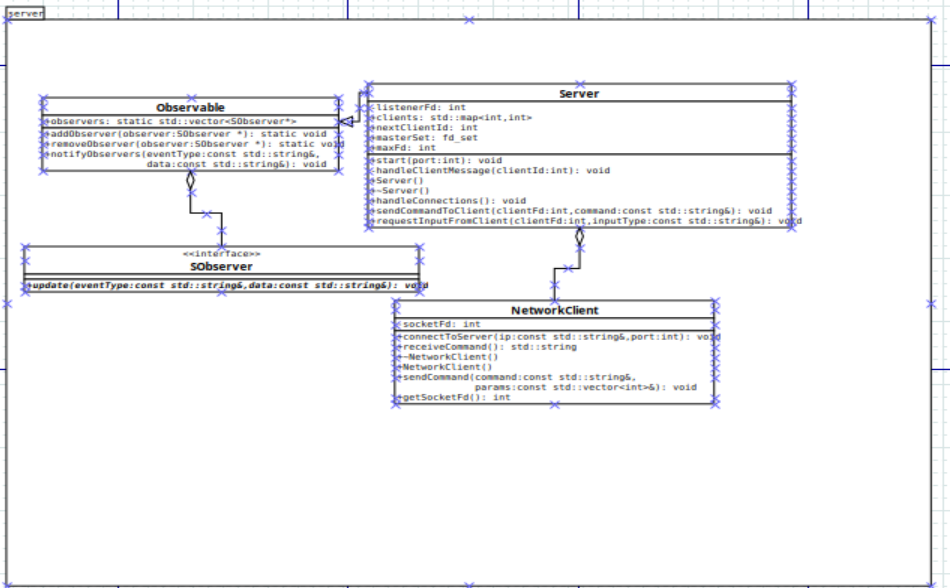 server
Observable
-observers: static std::vector<SObserver*>
+addObserver(observer:SObserver *): static void
+removeObserver(observer:SObserver *): static void
+notifyObservers(eventType:const std::string&,
data:const std::string&): void
Server
-listenerFd: int
-clients: std::map<int,int>
-nextClientId: int
-masterSet: fd_set
-maxFd: int
+start(port:int): void
+handleClientMessage(clientId:int): void
+Server()
+~Server()
+handleConnections(): void
+sendCommandToClient(clientFd:int,command:const std::string&): void
+requestInputFromClient(clientFd:int,inputType:const std::string&): void
<<interface>>
SObserver
+update(eventType:const std::string&,data:const std::string&): void
NetworkClient
-socketFd: int
+connectToServer(ip:const std::string&,port:int): void
+receiveCommand(): std::string
+~NetworkClient()
+NetworkClient()
+sendCommand(command:const std::string&,
params:const std::vector<int>&): void
+getSocketFd(): int